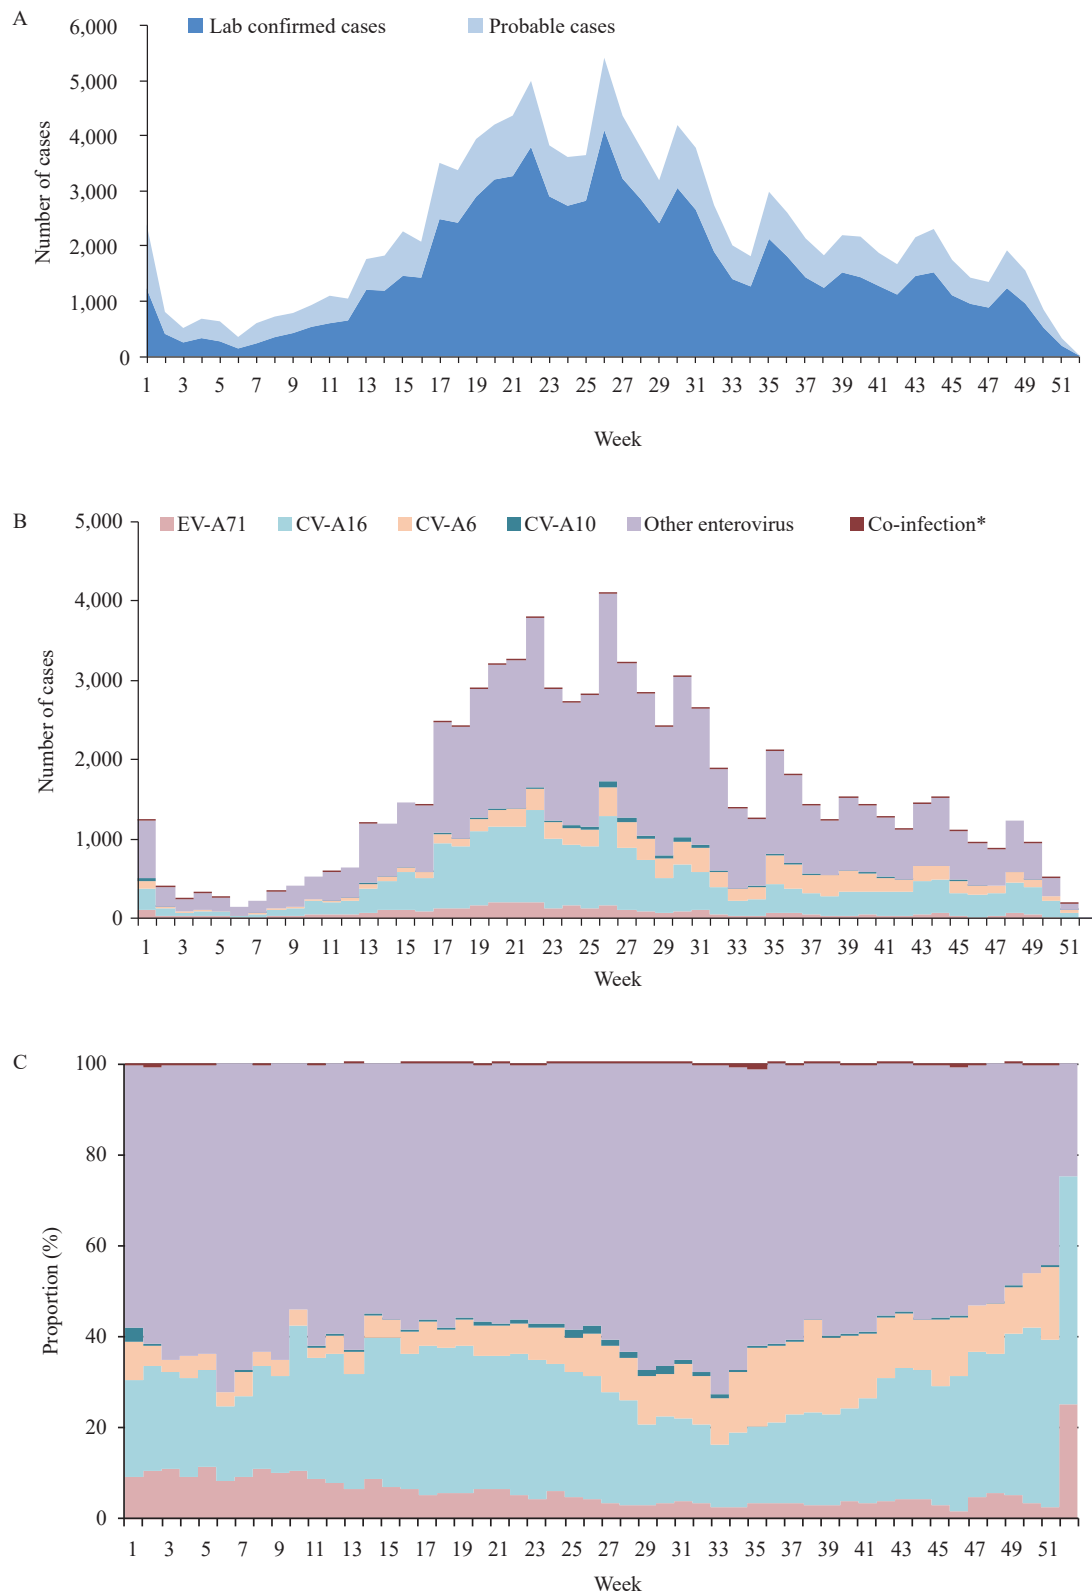 A
Lab confirmed cases Probable cases
Number of cases
6,000
5,000
4,000
3,000
2,000
1,000
0
1 3 5 7 9 11 13 15 17 19 21 23 25 27 29 31 33 35 37 39 41 43 45 47 49 51
Week
B
EV-A71 CV-A16 CV-A6 CV-A10 Other enterovirus Co-infection*
Number of cases
5,000
4,000
3,000
2,000
1,000
0
1 3 5 7 9 11 13 15 17 19 21 23 25 27 29 31 33 35 37 39 41 43 45 47 49 51
Week
C
Proportion (%)
100
80
60
40
20
0
1 3 5 7 9 11 13 15 17 19 21 23 25 27 29 31 33 35 37 39 41 43 45 47 49 51
Week